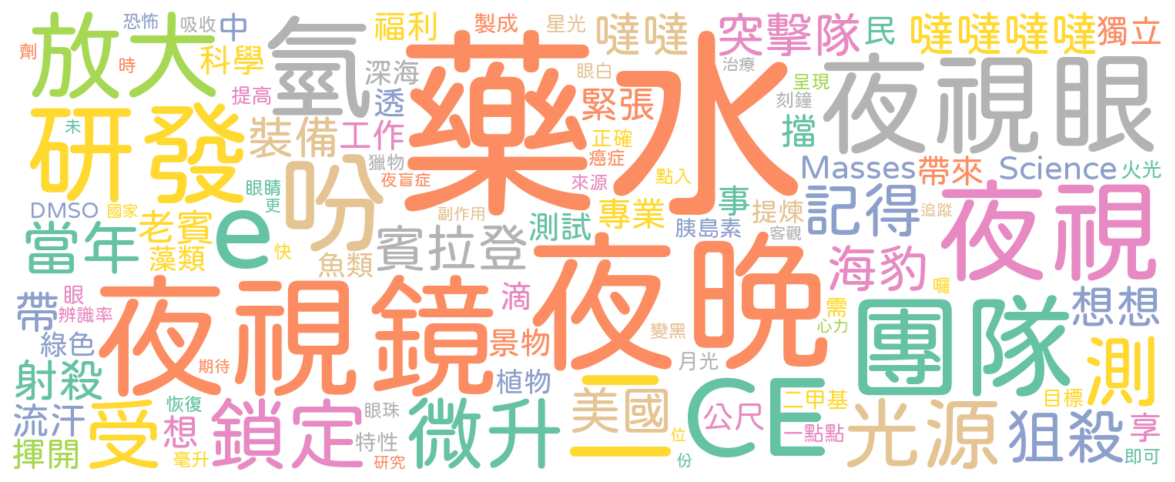 恐怖
吸收
中
福利
製成
星光
噠噠
突擊隊
民
噠噠噠噠
獨立
劑
放大
時
科學
氫
深海
藥水
眼白
治療
夜視眼
提高
透
緊張
刻鐘
呈現
未
研發
裝備
工作
獵物
正確
擋
癌症
Masses
帶來
Science
火光
夜盲症
來源
點入
DMSO
國家
眼睛
更
吩
副作用
專業
事
提煉
記得
追蹤
夜視
當年
老賓
e
賓拉登
測試
胰島素
客觀
藻類
快
魚類
夜晚
海豹
囉
帶
眼
辨識率
夜視鏡
滴
需
團隊
想想
綠色
景物
變黑
心力
射殺
期待
植物
月光
測
流汗
受
恢復
鎖定
眼珠
微升
二
美國
CE
公尺
二甲基
目標
狙殺
享
揮開
想
毫升
特性
研究
位
份
一點點
光源
即可